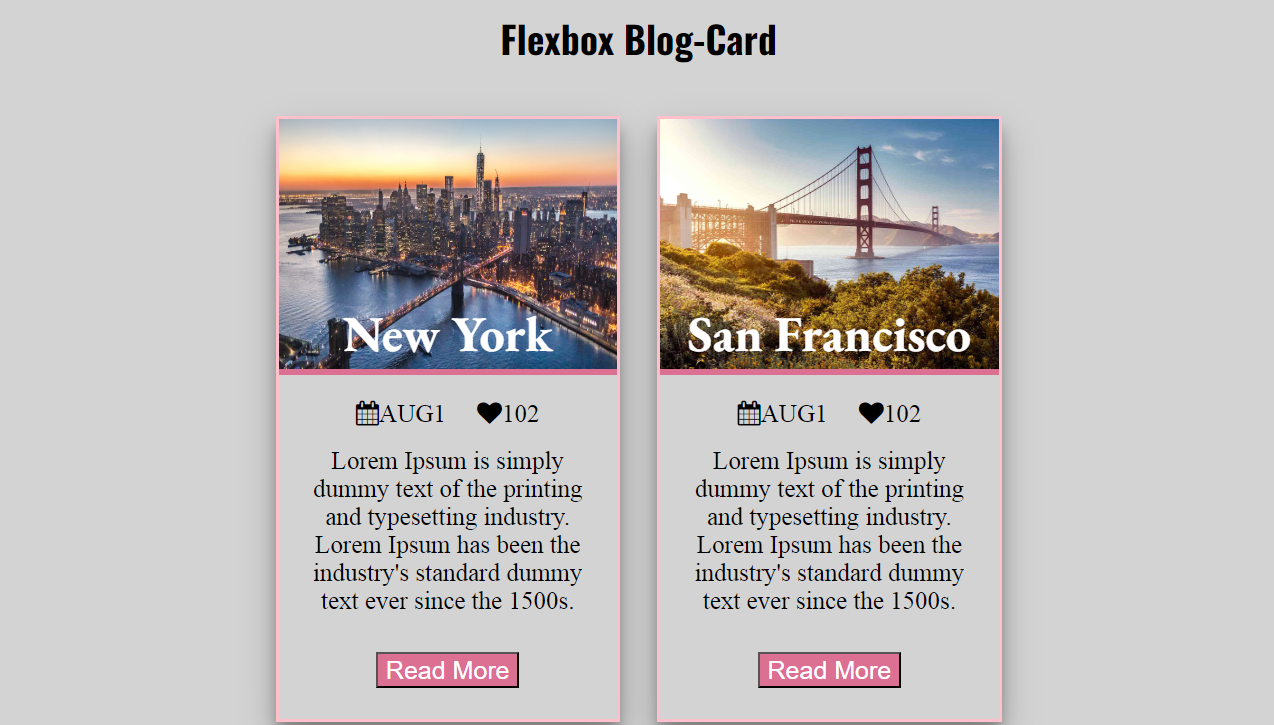 Flexbox Blog-Card
New York
AUG1 102
Lorem Ipsum is simply
dummy text of the printing
and typesetting industry.
Lorem Ipsum has been the
industry's standard dummy
text ever since the 1500s.
Read More
San Francisco
AUG1 102
Lorem Ipsum is simply
dummy text of the printing
and typesetting industry.
Lorem Ipsum has been the
industry's standard dummy
text ever since the 1500s.
Read More